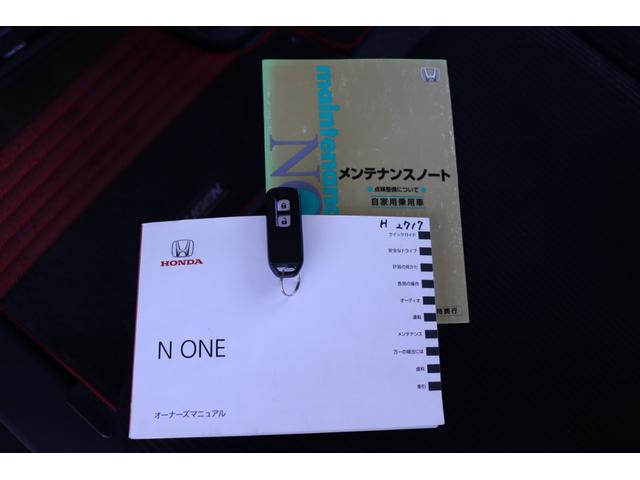 maintenance
NO
メンテナンスノート
●点検整備について●
自家用乗用車
時携行
H 2717
HONDA
N ONE
オーナーズマニュアル
クイックガイド
安全なドライブ
計器の見かた
各部の操作
オーディオ
運転
メンテナンス
万一の場合には
資料
索引